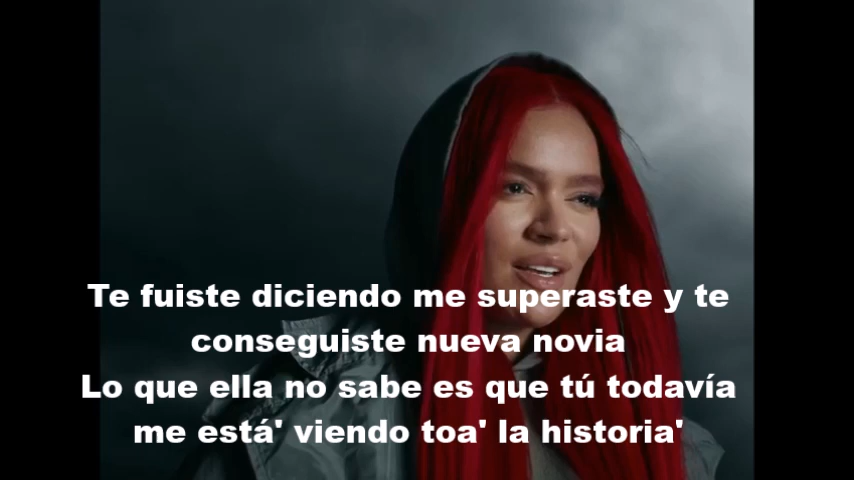 Te fuiste diciendo me superaste y te
conseguiste nueva novia
Lo que ella no sabe es que tú todavía
me está' viendo toa' la historia'